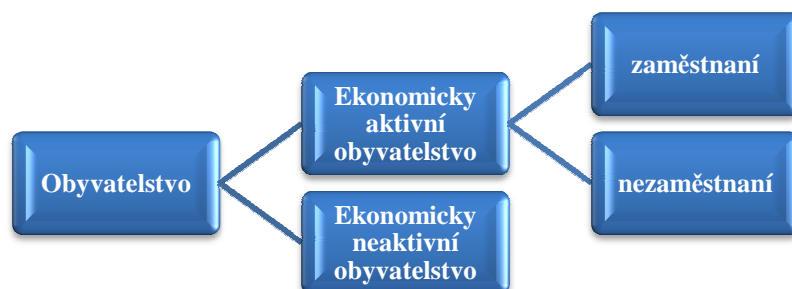 Obyvatelstvo
Ekonomicky
aktivní
obyvatelstvo
zaměstnaní
nezaměstnaní
Ekonomicky
neaktivní
obyvatelstvo